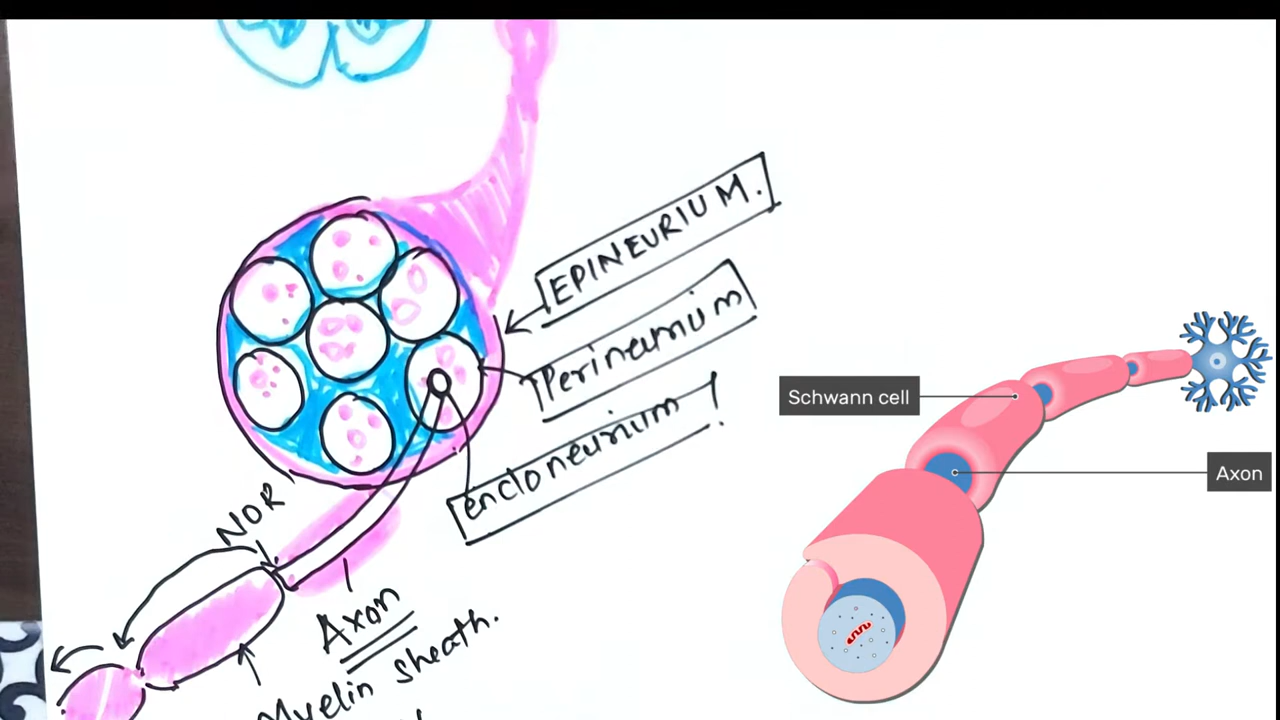 EPINEURIUM.
Perineurium
endoneurium !
NOR
Axon
Myelin sheath.
Schwann cell
Axon